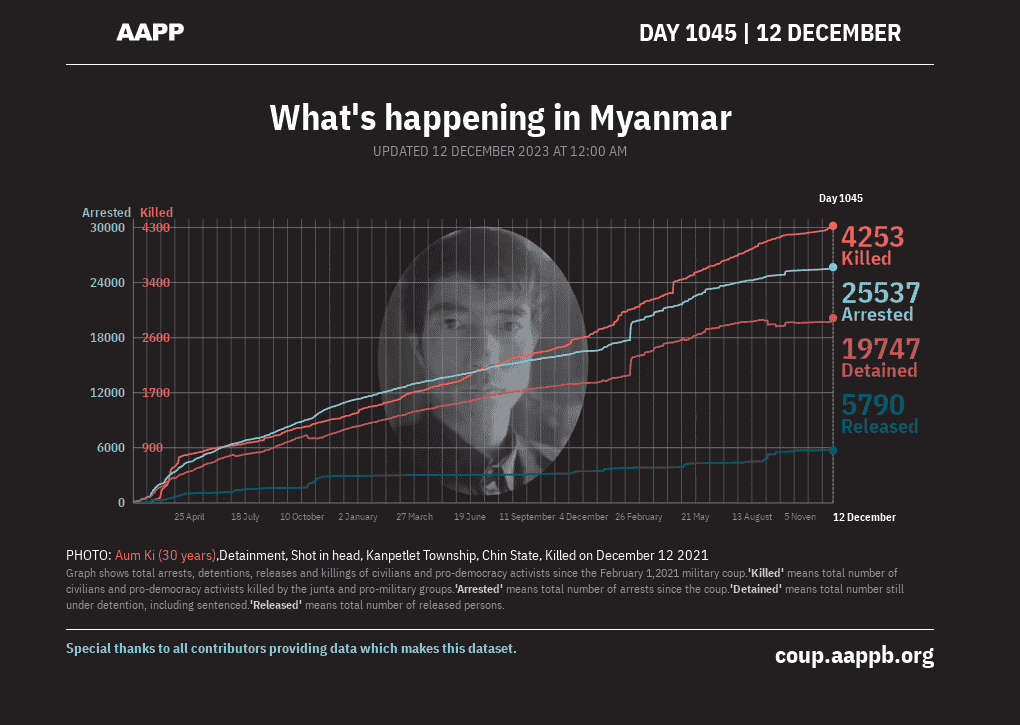 AAPP
DAY 1045 | 12 DECEMBER
What's happening in Myanmar
UPDATED 12 DECEMBER 2023 AT 12:00 AM
Day 1045
Arrested Killed
30000 4300
24000 3400
18000 2600
12000 1700
6000 900
0
4253
Killed
25537
Arrested
19747
Detained
5790
Released
25 April 18 July 10 October 2 January 27 March 19 June 11 September 4 December 26 February 21 May 13 August 5 Noven 12 December
PHOTO: Aum Ki (30 years),Detainment, Shot in head, Kanpetlet Township, Chin State, Killed on December 12 2021
Graph shows total arrests, detentions, releases and killings of civilians and pro-democracy activists since the February 1,2021 military coup.'Killed' means total number of
civilians and pro-democracy activists killed by the junta and pro-military groups.'Arrested' means total number of arrests since the coup.'Detained' means total number still
under detention, including sentenced.'Released' means total number of released persons.
Special thanks to all contributors providing data which makes this dataset.
coup.aappb.org